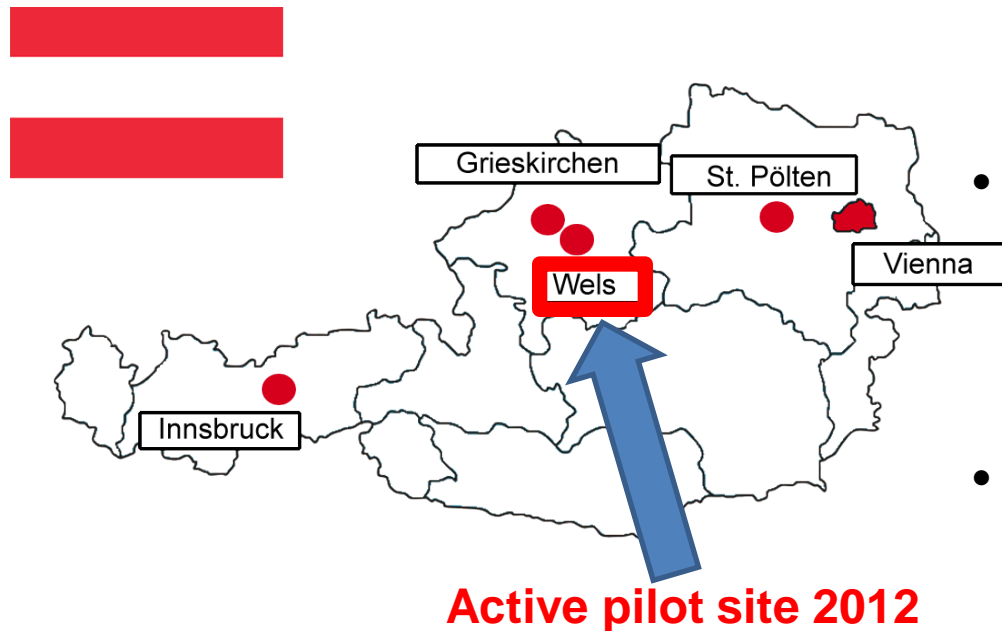 Grieskirchen
St. Pölten
Vienna
Wels
Innsbruck
Active pilot site 2012